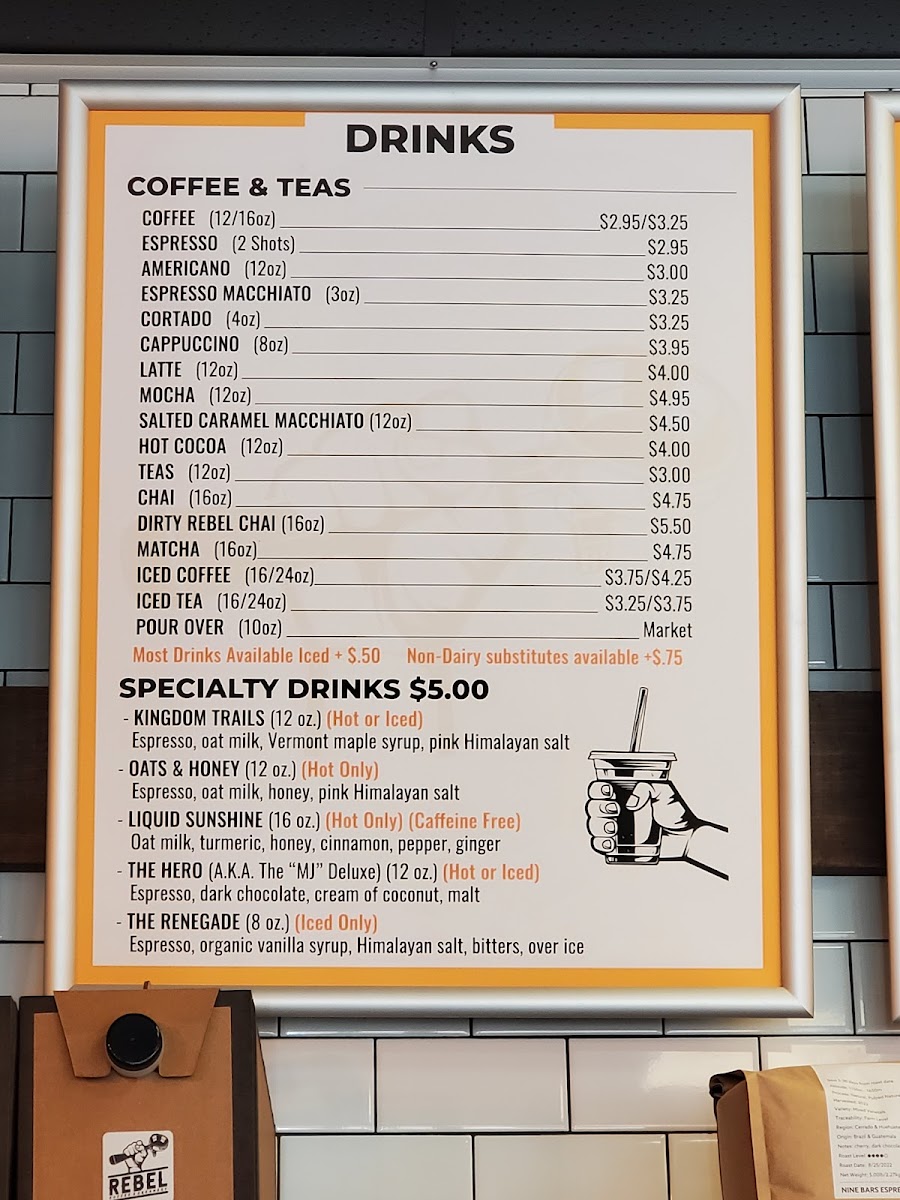 DRINKS
COFFEE & TEAS
COFFEE (12/16oz) $2.95/$3.25
ESPRESSO (2 Shots) $2.95
AMERICANO (12oz) $3.00
ESPRESSO MACCHIATO (3oz) $3.25
CORTADO (4oz) $3.25
CAPPUCCINO (8oz) $3.95
LATTE (12oz) $4.00
MOCHA (12oz) $4.95
SALTED CARAMEL MACCHIATO (12oz) $4.50
HOT COCOA (12oz) $4.00
TEAS (12oz) $3.00
CHAI (16oz) $4.75
DIRTY REBEL CHAI (16oz) $5.50
MATCHA (16oz) $4.75
ICED COFFEE (16/24oz) $3.75/$4.25
ICED TEA (16/24oz) $3.25/$3.75
POUR OVER (10oz) Market
Most Drinks Available Iced + $.50 Non-Dairy substitutes available +$.75
SPECIALTY DRINKS $5.00
- KINGDOM TRAILS (12 oz.) (Hot or Iced)
Espresso, oat milk, Vermont maple syrup, pink Himalayan salt
- OATS & HONEY (12 oz.) (Hot Only)
Espresso, oat milk, honey, pink Himalayan salt
- LIQUID SUNSHINE (16 oz.) (Hot Only) (Caffeine Free)
Oat milk, turmeric, honey, cinnamon, pepper, ginger
- THE HERO (A.K.A. The “MJ” Deluxe) (12 oz.) (Hot or Iced)
Espresso, dark chocolate, cream of coconut, malt
- THE RENEGADE (8 oz.) (Iced Only)
Espresso, organic vanilla syrup, Himalayan salt, bitters, over ice
REBEL
Origin: Brazil & Guatemala
Roast Level
Roast Date:
Net Weight:
NINE BARS ESPRE